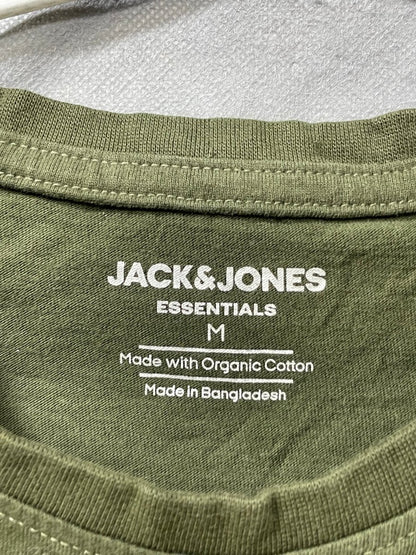 JACK&JONES
ESSENTIALS
M
Made with Organic Cotton
Made in Bangladesh